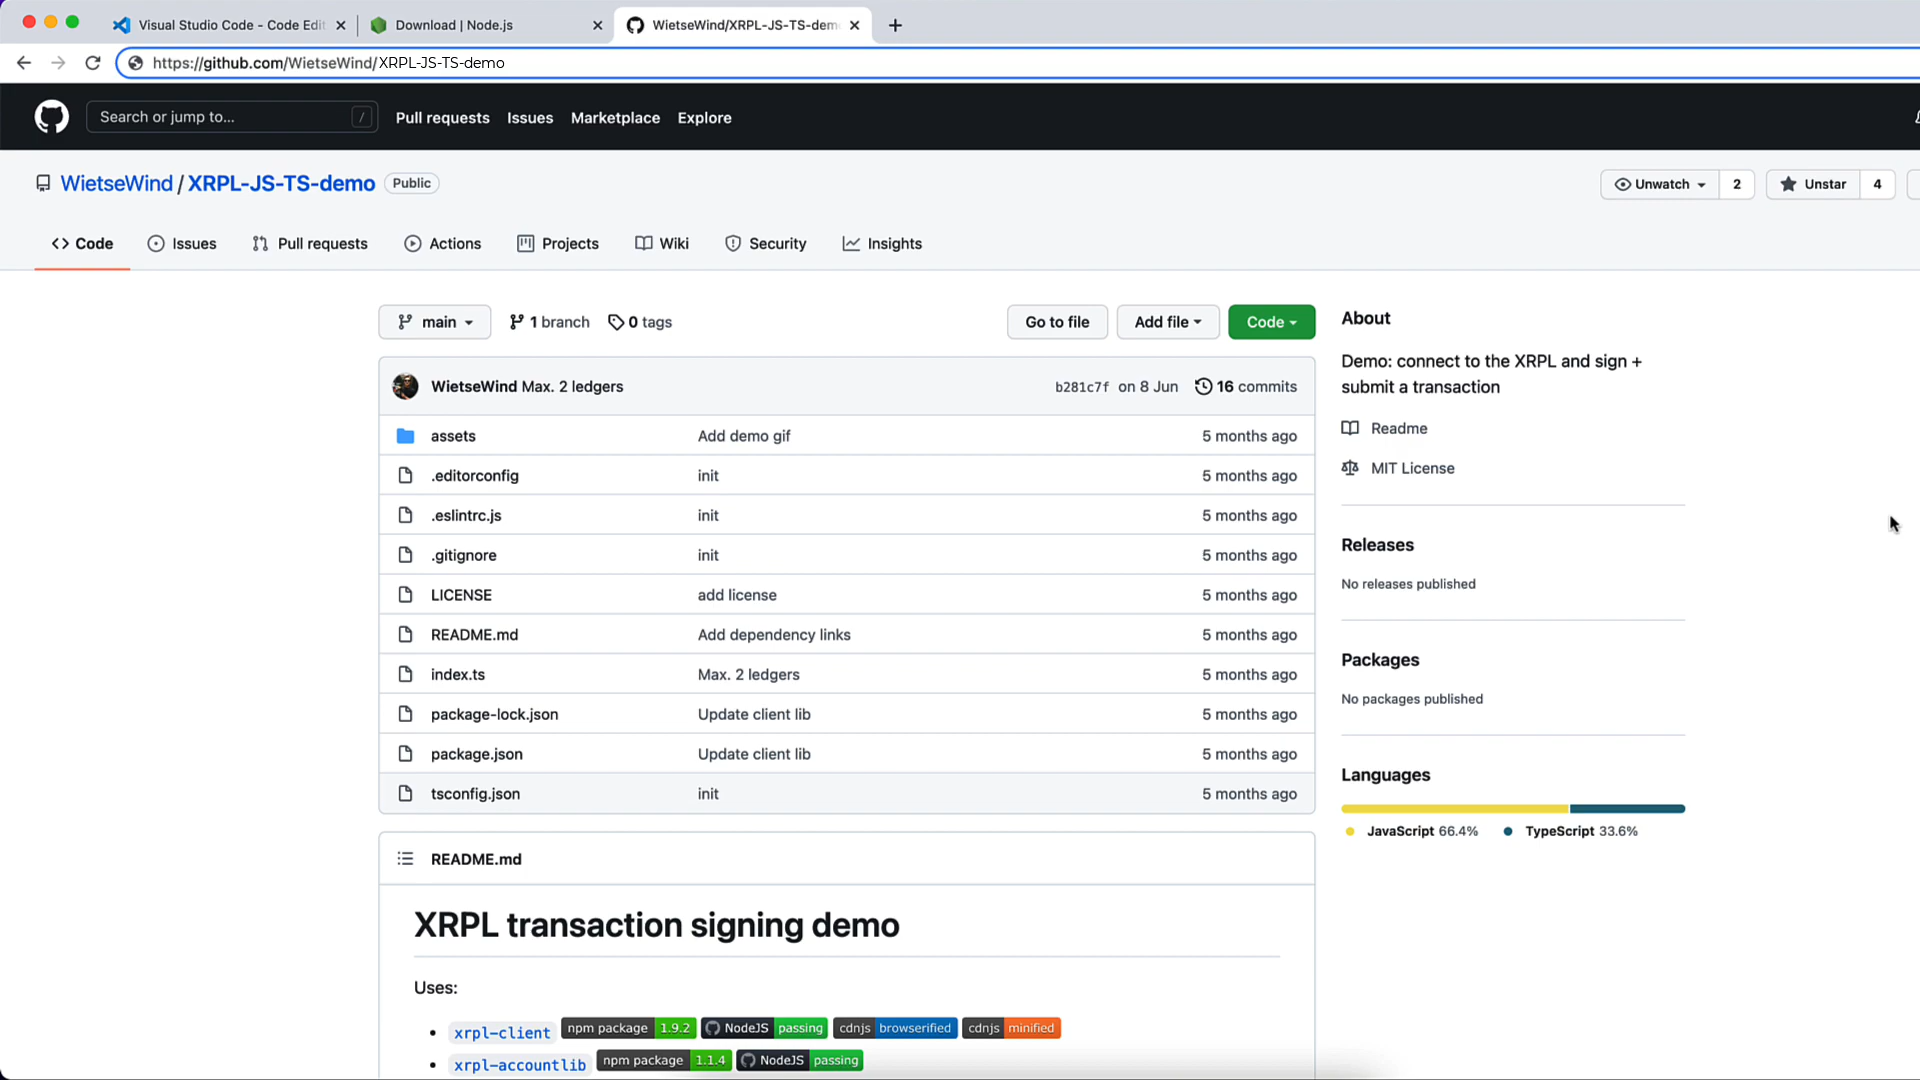 Visual Studio Code - Code Edit
Download | Node.js
WietseWind/XRPL-JS-TS-demo
https://github.com/WietseWind/XRPL-JS-TS-demo
Search or jump to... /
Pull requests Issues Marketplace Explore
WietseWind / XRPL-JS-TS-demo Public
Unwatch 2 Unstar 4
Code Issues Pull requests Actions Projects Wiki Security Insights
main 1 branch 0 tags Go to file Add file Code
About
WietseWind Max. 2 ledgers b281c7f on 8 Jun 16 commits
Demo: connect to the XRPL and sign +
submit a transaction
assets Add demo gif 5 months ago
Readme
.editorconfig init 5 months ago
MIT License
.eslintrc.js init 5 months ago
Releases
.gitignore init 5 months ago
No releases published
LICENSE add license 5 months ago
README.md Add dependency links 5 months ago
Packages
index.ts Max. 2 ledgers 5 months ago
No packages published
package-lock.json Update client lib 5 months ago
package.json Update client lib 5 months ago
Languages
tsconfig.json init 5 months ago
JavaScript 66.4% TypeScript 33.6%
README.md
XRPL transaction signing demo
Uses:
• xrpl-client npm package 1.9.2 NodeJS passing cdnjs browserified cdnjs minified
• xrpl-accountlib npm package 1.1.4 NodeJS passing